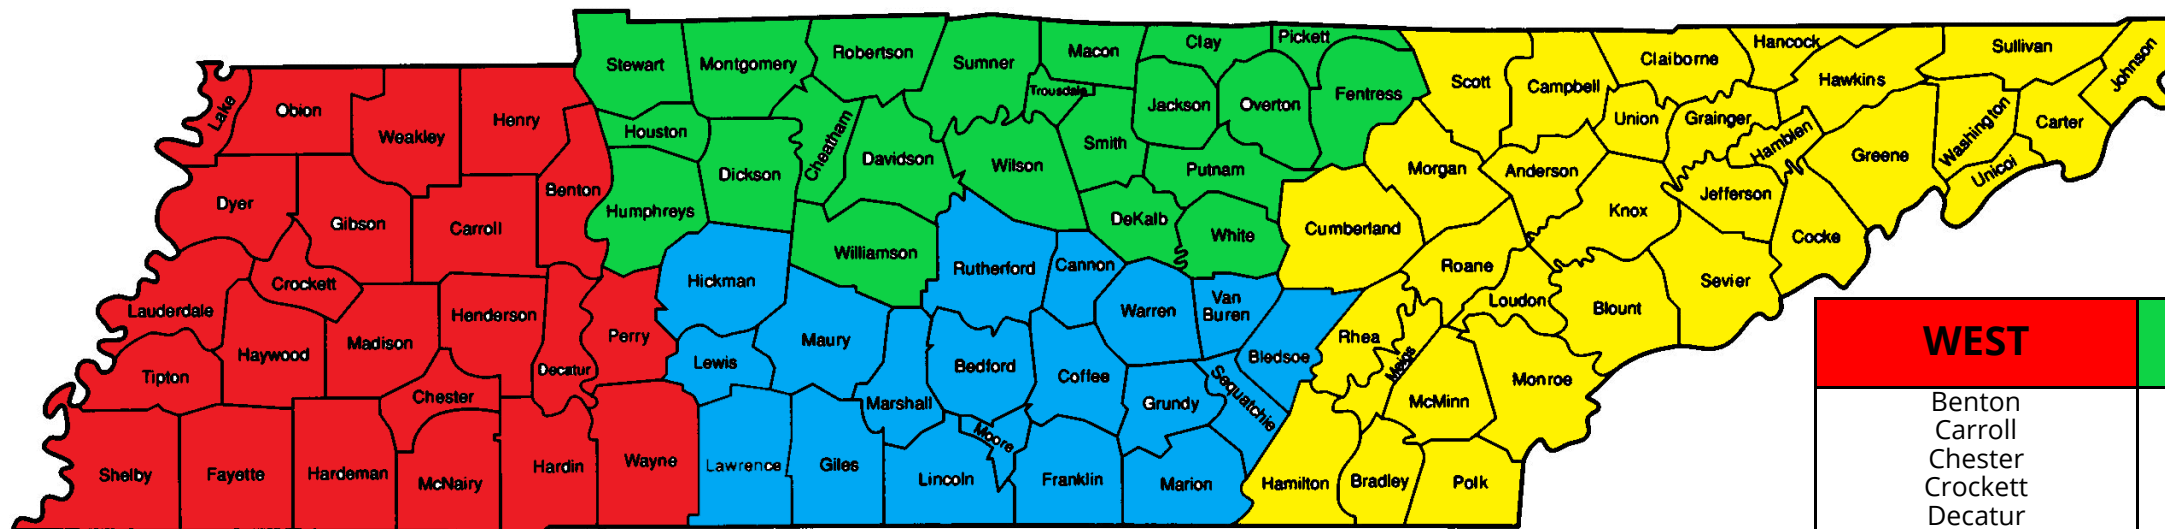 Lake
Obion
Weakley
Henry
Stewart
Montgomery
Robertson
Sumner
Macon
Trousdale
Clay
Pickett
Jackson
Overton
Fentress
Scott
Campbell
Claiborne
Hancock
Hawkins
Sullivan
Johnson
Houston
Dickson
Cheatham
Davidson
Wilson
Smith
Putnam
Morgan
Anderson
Union
Grainger
Hamblen
Greene
Washington
Carter
Unicoi
Dyer
Gibson
Carroll
Benton
Humphreys
Williamson
DeKalb
White
Cumberland
Knox
Jefferson
Cocke
Crockett
Lauderdale
Haywood
Madison
Henderson
Decatur
Perry
Hickman
Rutherford
Cannon
Warren
Van
Buren
Roane
Loudon
Blount
Sevier
Tipton
Chester
Lewis
Maury
Marshall
Bedford
Coffee
Grundy
Sequatchie
Bledsoe
Rhea
Meigs
McMinn
Monroe
Shelby
Fayette
Hardeman
McNairy
Hardin
Wayne
Lawrence
Giles
Lincoln
Moore
Franklin
Marion
Hamilton
Bradley
Polk
WEST
Benton
Carroll
Chester
Crockett
Decatur